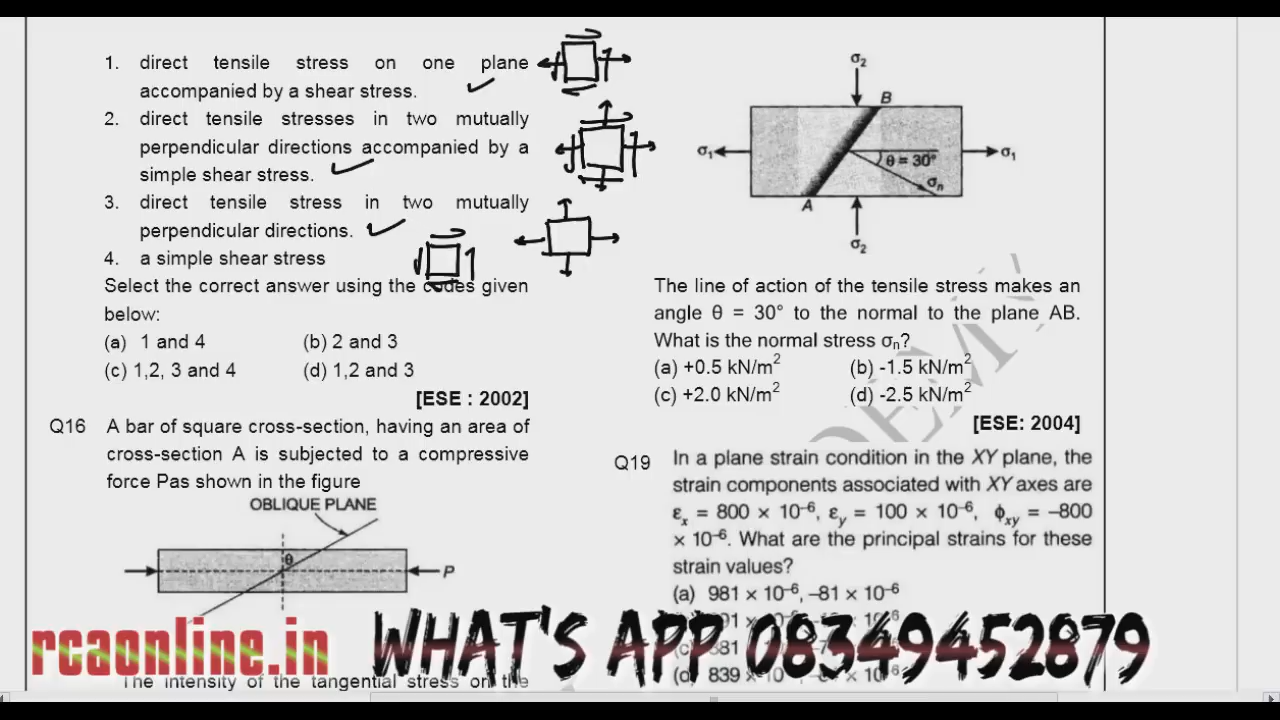 1. direct tensile stress on one plane
accompanied by a shear stress.
2. direct tensile stresses in two mutually
perpendicular directions accompanied by a
simple shear stress.
3. direct tensile stress in two mutually
perpendicular directions.
4. a simple shear stress
Select the correct answer using the codes given
below:
(a) 1 and 4 (b) 2 and 3
(c) 1,2, 3 and 4 (d) 1,2 and 3
[ESE : 2002]
Q16 A bar of square cross-section, having an area of
cross-section A is subjected to a compressive
force Pas shown in the figure
OBLIQUE PLANE
θ
P
The intensity of the tangential stress on the
σ₂
B
σ₁ σ₁
θ = 30°
σₙ
A
σ₂
The line of action of the tensile stress makes an
angle θ = 30° to the normal to the plane AB.
What is the normal stress σₙ?
(a) +0.5 kN/m² (b) -1.5 kN/m²
(c) +2.0 kN/m² (d) -2.5 kN/m²
[ESE: 2004]
Q19 In a plane strain condition in the XY plane, the
strain components associated with XY axes are
εₓ = 800 × 10⁻⁶, εᵧ = 100 × 10⁻⁶, ϕₓᵧ = –800
× 10⁻⁶. What are the principal strains for these
strain values?
(a) 981 × 10⁻⁶, –81 × 10⁻⁶
(d) 839 × 10
rcaonline.in WHAT'S APP 08349452879